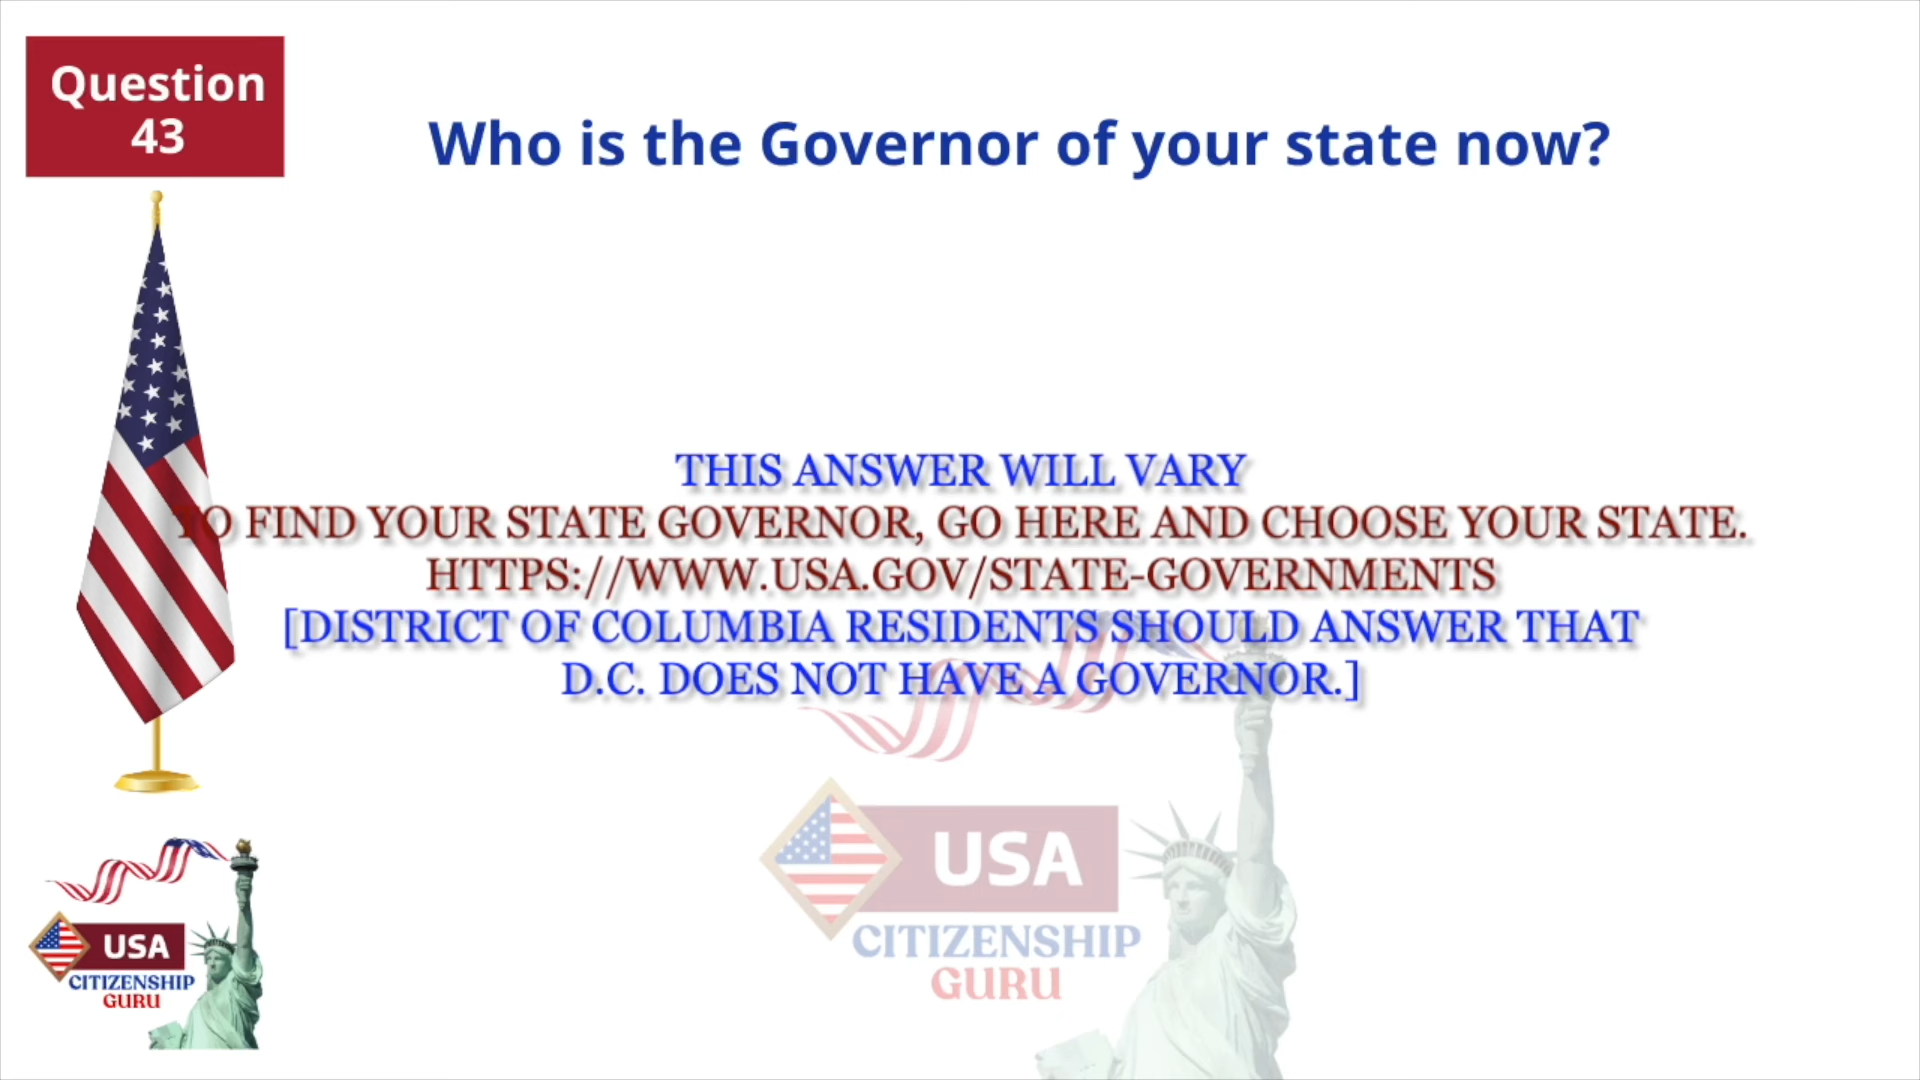 Question
43
Who is the Governor of your state now?
THIS ANSWER WILL VARY
TO FIND YOUR STATE GOVERNOR, GO HERE AND CHOOSE YOUR STATE.
HTTPS://WWW.USA.GOV/STATE-GOVERNMENTS
[DISTRICT OF COLUMBIA RESIDENTS SHOULD ANSWER THAT
D.C. DOES NOT HAVE A GOVERNOR.]
USA
CITIZENSHIP
GURU
USA
CITIZENSHIP
GURU